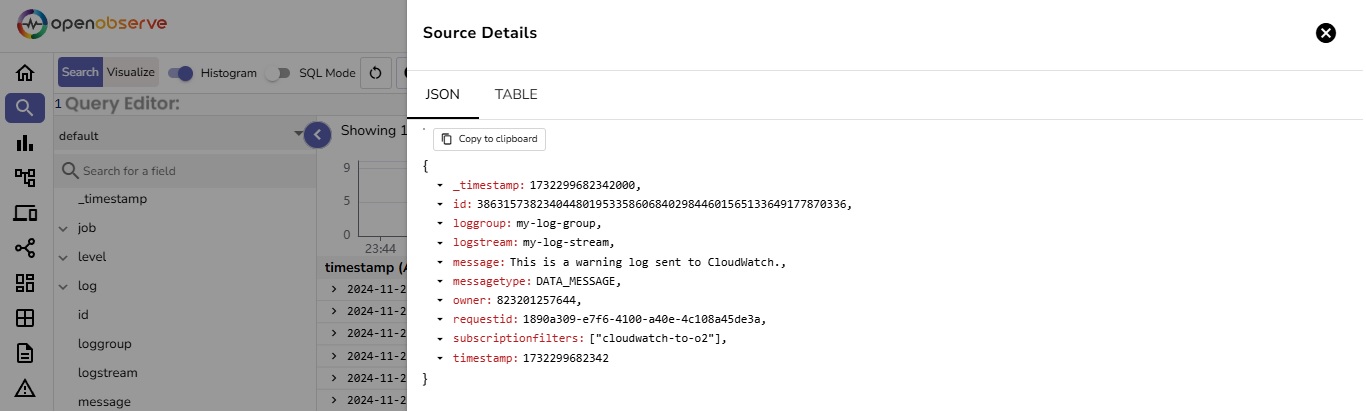 openobserve
Search Visualize Histogram SQL Mode
1 Query Editor:
default
Showing 1
Search for a field
_timestamp
job
level
log
id
loggroup
logstream
message
9
5
0
23:44
timestamp (A
2024-11-2
2024-11-2
2024-11-2
2024-11-2
2024-11-2
Source Details
JSON TABLE
Copy to clipboard
{
_timestamp: 1732299682342000,
id: 38631573823404480195335860684029844601565133649177870336,
loggroup: my-log-group,
logstream: my-log-stream,
message: This is a warning log sent to CloudWatch.,
messagetype: DATA_MESSAGE,
owner: 823201257644,
requestid: 1890a309-e7f6-4100-a40e-4c108a45de3a,
subscriptionfilters: ["cloudwatch-to-o2"],
timestamp: 1732299682342
}